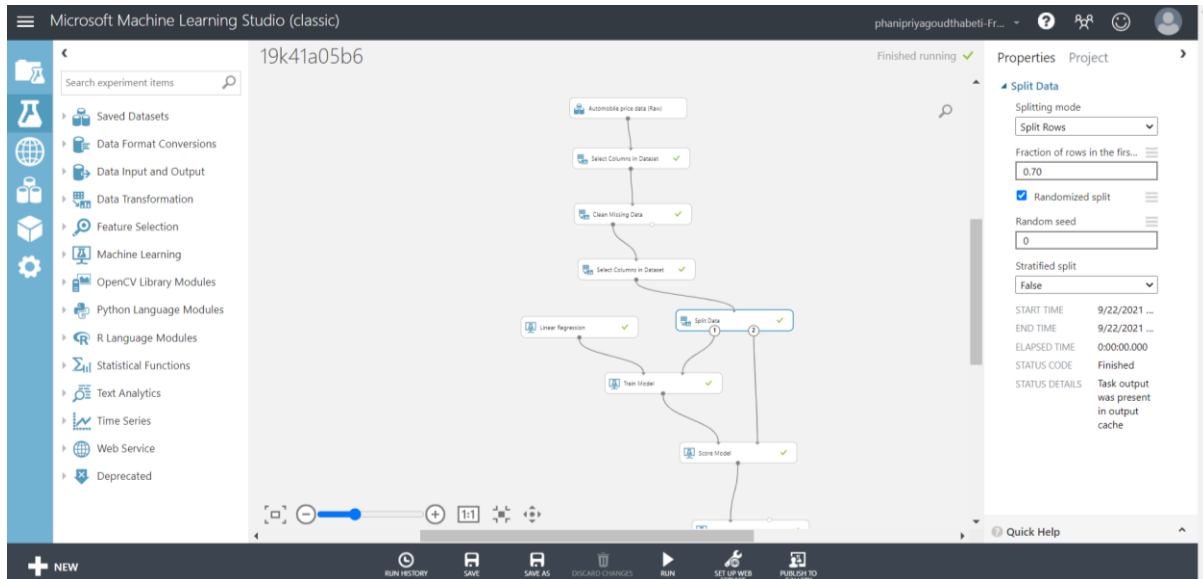 Microsoft Machine Learning Studio (classic)
phanipriyagoudthabeti-Fr...
19k41a05b6
Finished running
Search experiment items
Saved Datasets
Data Format Conversions
Data Input and Output
Data Transformation
Feature Selection
Machine Learning
OpenCV Library Modules
Python Language Modules
R Language Modules
Statistical Functions
Text Analytics
Time Series
Web Service
Deprecated
Automobile price data (Raw)
Select Columns in Dataset
Clean Missing Data
Select Columns in Dataset
Linear Regression
Split Data
1 2
Train Model
Score Model
1:1
Properties Project
Split Data
Splitting mode
Split Rows
Fraction of rows in the firs...
0.70
Randomized split
Random seed
0
Stratified split
False
START TIME 9/22/2021 ...
END TIME 9/22/2021 ...
ELAPSED TIME 0:00:00.000
STATUS CODE Finished
STATUS DETAILS Task output
was present
in output
cache
Quick Help
NEW
RUN HISTORY
SAVE
SAVE AS
DISCARD CHANGES
RUN
SET UP WEB
PUBLISH TO